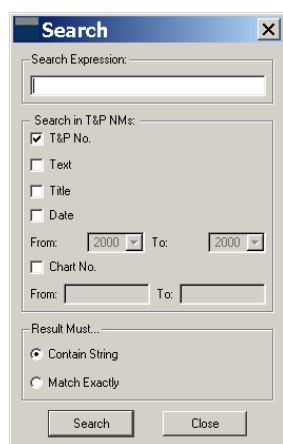 Search
Search Expression:
Search in T&P NMs:
T&P No.
Text
Title
Date
From: 2000 To: 2000
Chart No.
From: To:
Result Must...
Contain String
Match Exactly
Search Close